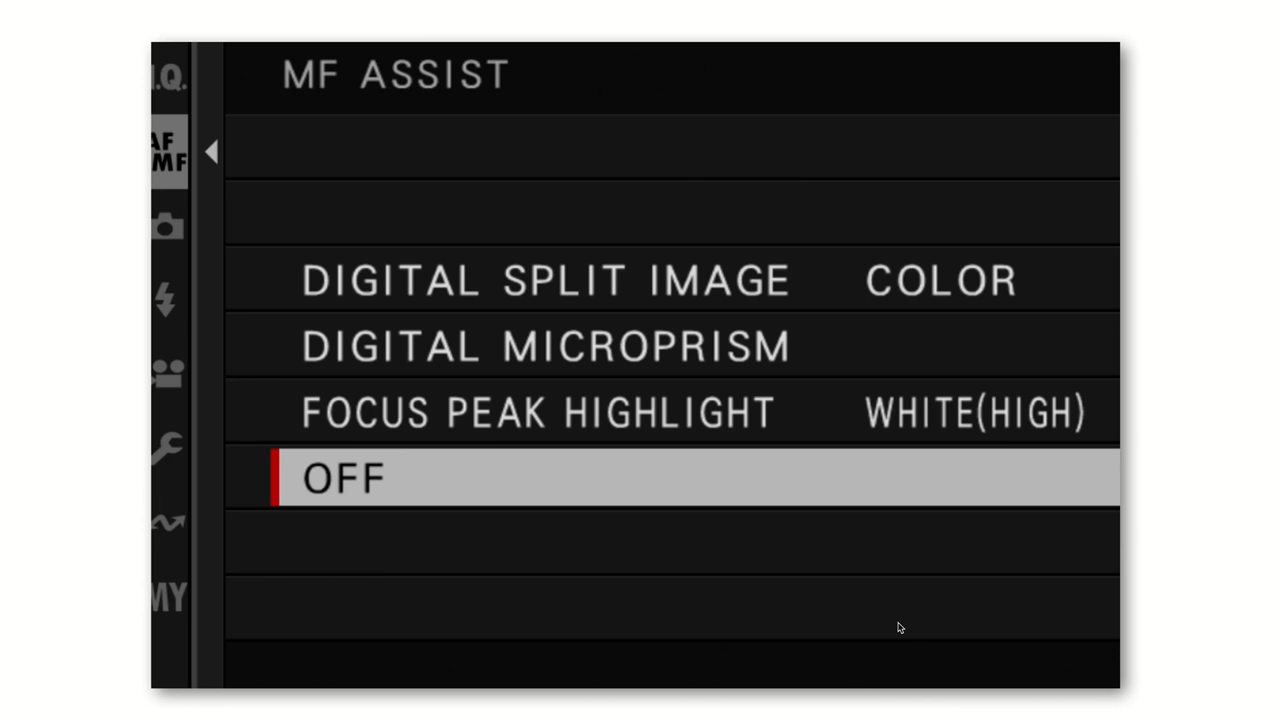 I.Q.
MF ASSIST
AF
MF
DIGITAL SPLIT IMAGE COLOR
DIGITAL MICROPRISM
FOCUS PEAK HIGHLIGHT WHITE(HIGH)
OFF
MY